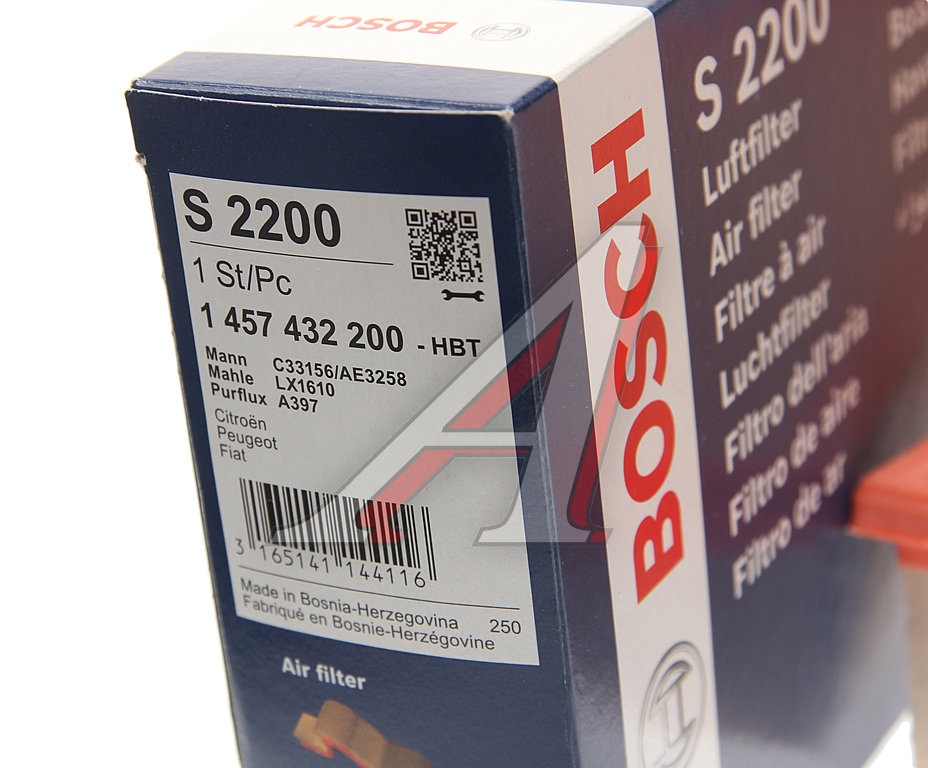 BOSCH
S 2200
1 St/Pc
1 457 432 200 - HBT
Mann C33156/AE3258
Mahle LX1610
Purflux A397
Citroën
Peugeot
Fiat
3 165141 144116
Made in Bosnia-Herzegovina 250
Fabriqué en Bosnie-Herzégovine
Air filter
BOSCH
S 2200
Luftfilter
Air filter
Filtre à air
Luchtfilter
Filtro dell'aria
Filtro de aire
Filtro de ar